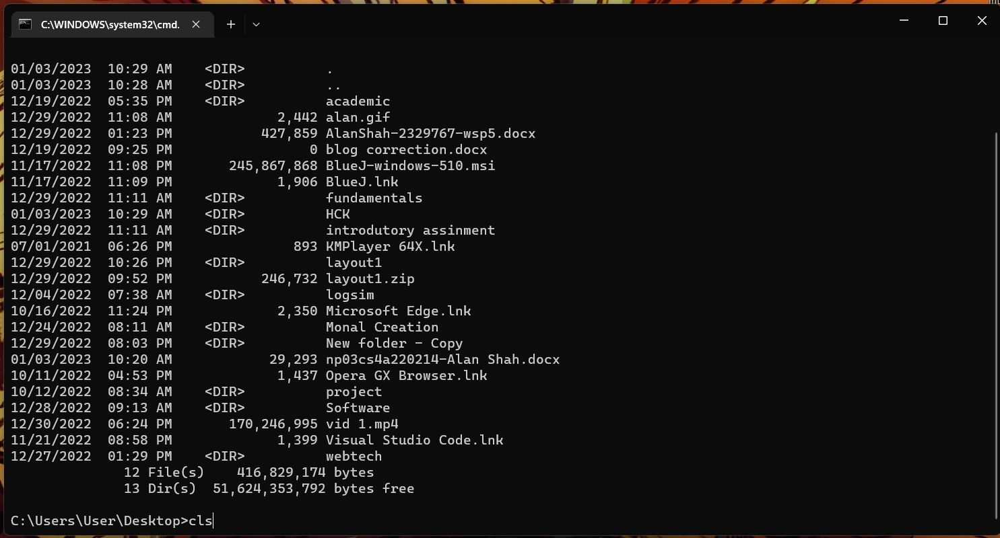 C:\WINDOWS\system32\cmd.
01/03/2023  10:29 AM    <DIR>          .
01/03/2023  10:28 AM    <DIR>          ..
12/19/2022  05:35 PM    <DIR>          academic
12/29/2022  11:08 AM             2,442 alan.gif
12/29/2022  01:23 PM           427,859 AlanShah-2329767-wsp5.docx
12/19/2022  09:25 PM                 0 blog correction.docx
11/17/2022  11:08 PM       245,867,868 BlueJ-windows-510.msi
11/17/2022  11:09 PM             1,906 BlueJ.lnk
12/29/2022  11:11 AM    <DIR>          fundamentals
01/03/2023  10:29 AM    <DIR>          HCK
12/29/2022  11:11 AM    <DIR>          introdutory assinment
07/01/2021  06:26 PM               893 KMPlayer 64X.lnk
12/29/2022  10:26 PM    <DIR>          layout1
12/29/2022  09:52 PM           246,732 layout1.zip
12/04/2022  07:38 AM    <DIR>          logsim
10/16/2022  11:24 PM             2,350 Microsoft Edge.lnk
12/24/2022  08:11 AM    <DIR>          Monal Creation
12/29/2022  08:03 PM    <DIR>          New folder - Copy
01/03/2023  10:20 AM            29,293 np03cs4a220214-Alan Shah.docx
10/11/2022  04:53 PM             1,437 Opera GX Browser.lnk
10/12/2022  08:34 AM    <DIR>          project
12/28/2022  09:13 AM    <DIR>          Software
12/30/2022  06:24 PM       170,246,995 vid 1.mp4
11/21/2022  08:58 PM             1,399 Visual Studio Code.lnk
12/27/2022  01:29 PM    <DIR>          webtech
              12 File(s)    416,829,174 bytes
              13 Dir(s)  51,624,353,792 bytes free
C:\Users\User\Desktop>cls